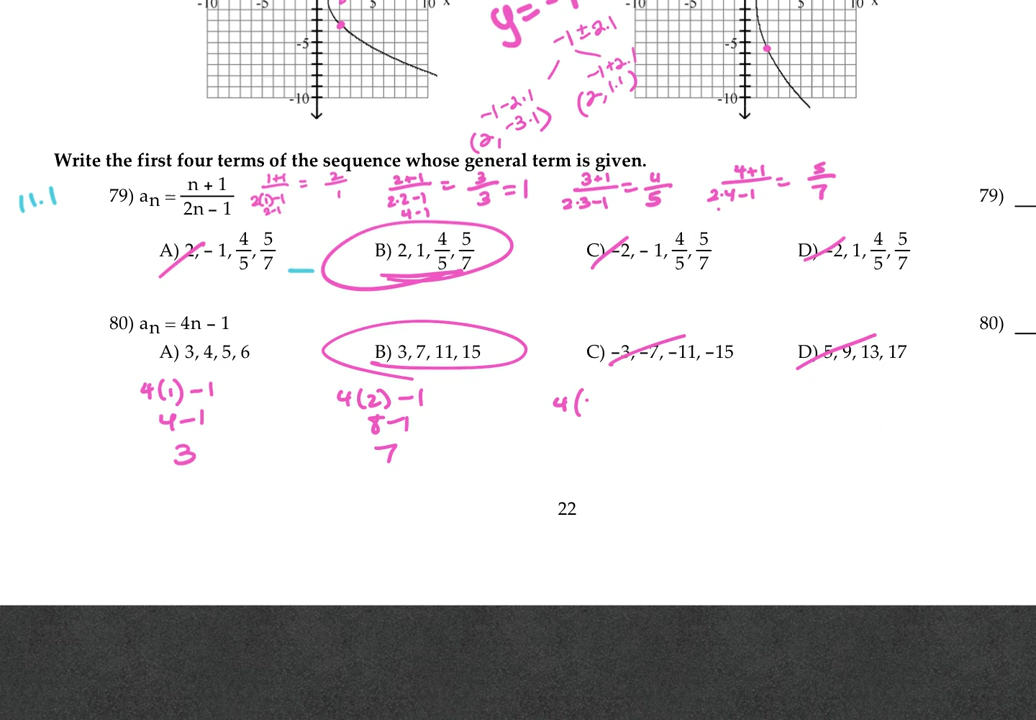 -10 -5 5 10 x
-5
-10
y=-1
-1±2.1
-1-2.1
(2, -3.1)
-1+2.1
(2, 1.1)
-10 -5 5 10 x
-5
-10
Write the first four terms of the sequence whose general term is given.
11.1
79) an = n + 1 / 2n – 1
1+1 / 2(1)-1 = 2/1
2-1
2+1 / 2·2-1 = 3/3 = 1
4-1
3+1 / 2·3-1 = 4/5
4+1 / 2·4-1 = 5/7
79) __
A) 2, – 1, 4/5, 5/7
B) 2, 1, 4/5, 5/7
C) –2, – 1, 4/5, 5/7
D) –2, 1, 4/5, 5/7
80) an = 4n – 1
80) __
A) 3, 4, 5, 6
B) 3, 7, 11, 15
C) –3, –7, –11, –15
D) 5, 9, 13, 17
4(1)-1
4-1
3
4(2)-1
8-1
7
4(
22